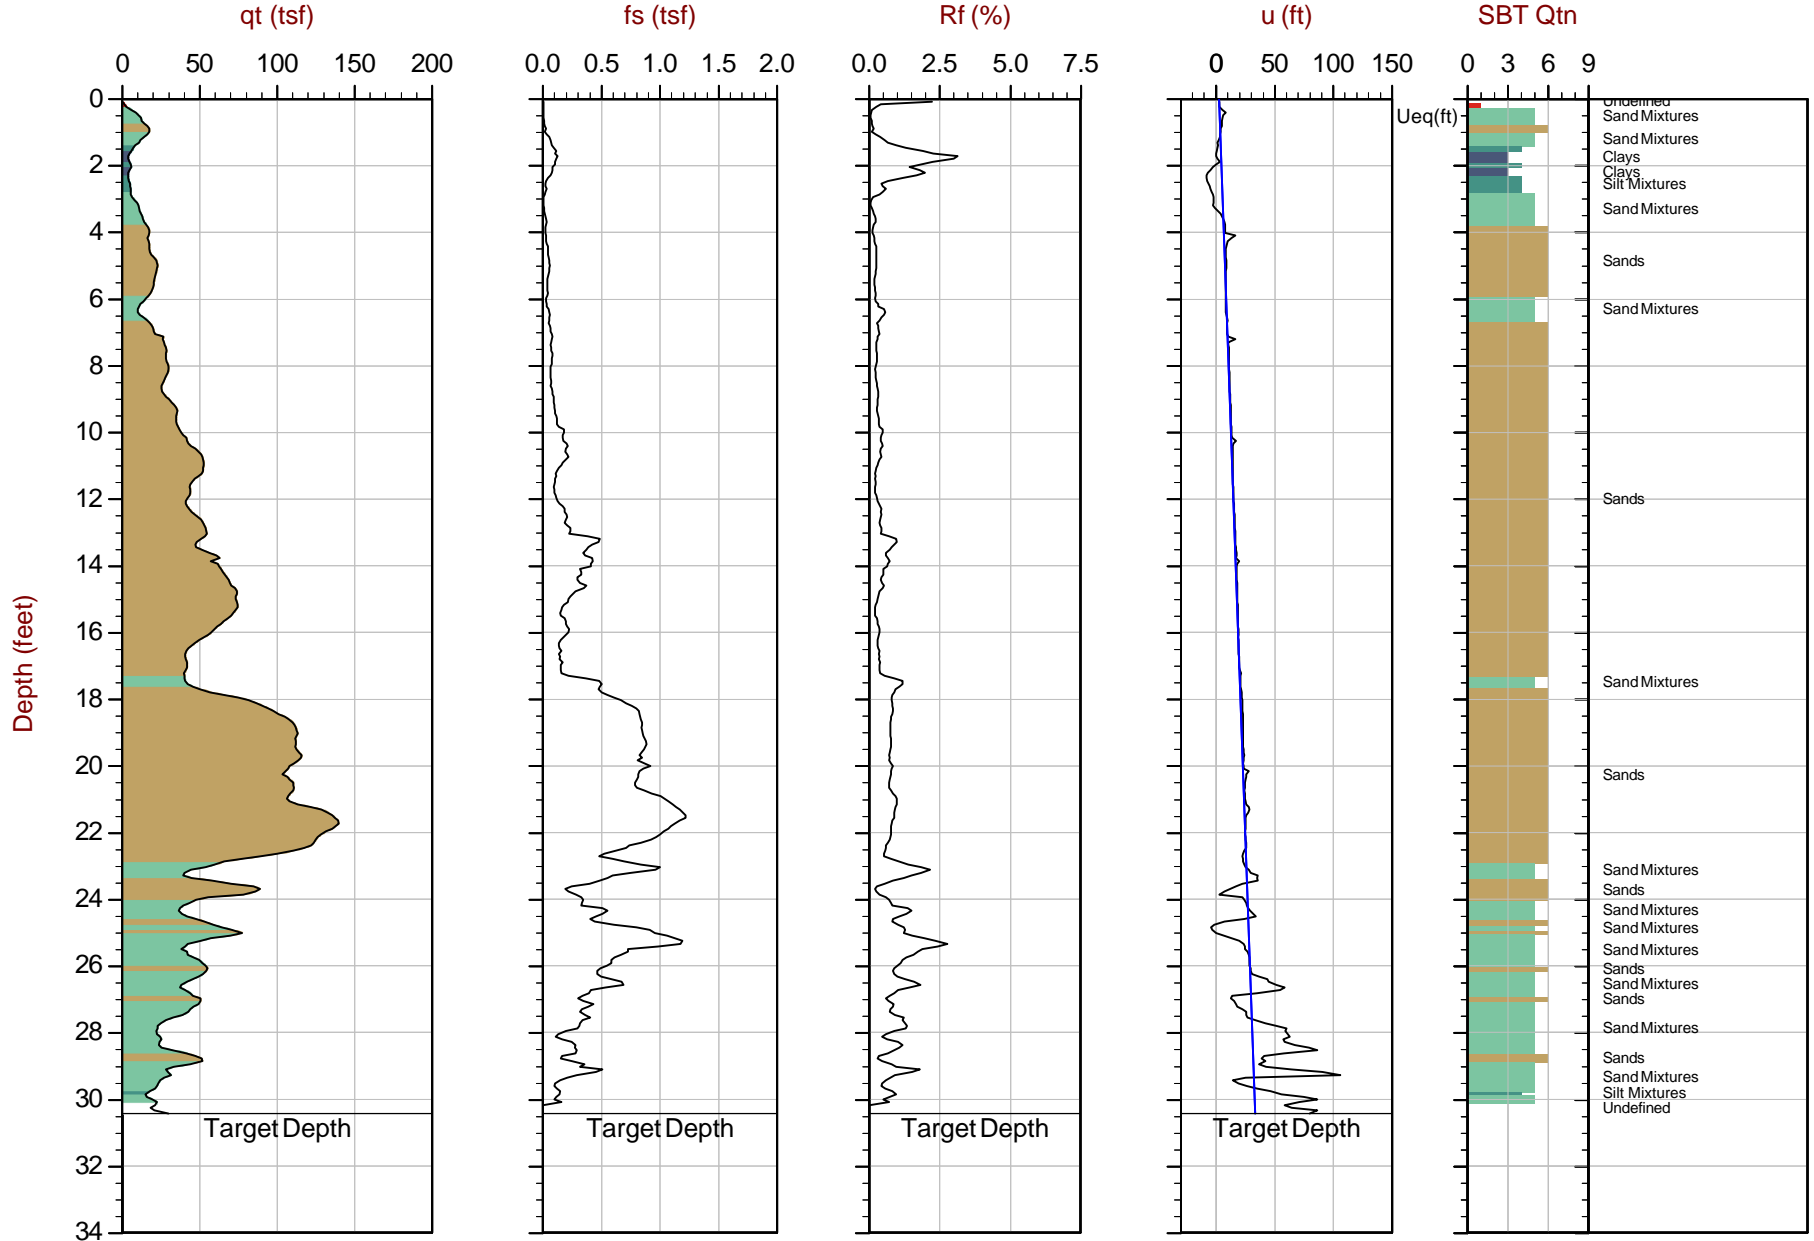 qt (tsf) fs (tsf) Rf (%) u (ft) SBT Qtn
0 50 100 150 200 0.0 0.5 1.0 1.5 2.0 0.0 2.5 5.0 7.5 0 50 100 150 0 3 6 9
Depth (feet)
0
2
4
6
8
10
12
14
16
18
20
22
24
26
28
30
32
34
Ueq(ft)
Undefined
Sand Mixtures
Sand Mixtures
Clays
Clays
Silt Mixtures
Sand Mixtures
Sands
Sand Mixtures
Sands
Sand Mixtures
Sands
Sand Mixtures
Sands
Sand Mixtures
Sand Mixtures
Sand Mixtures
Sands
Sand Mixtures
Sands
Sand Mixtures
Sands
Sand Mixtures
Silt Mixtures
Undefined
Target Depth Target Depth Target Depth Target Depth